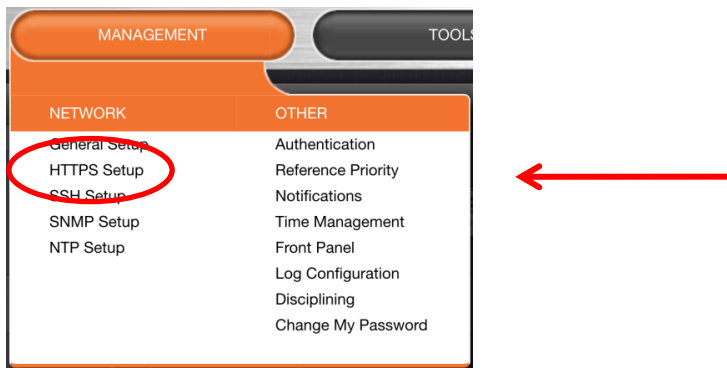 MANAGEMENT
TOOLS
NETWORK
General Setup
HTTPS Setup
SSH Setup
SNMP Setup
NTP Setup
OTHER
Authentication
Reference Priority
Notifications
Time Management
Front Panel
Log Configuration
Disciplining
Change My Password